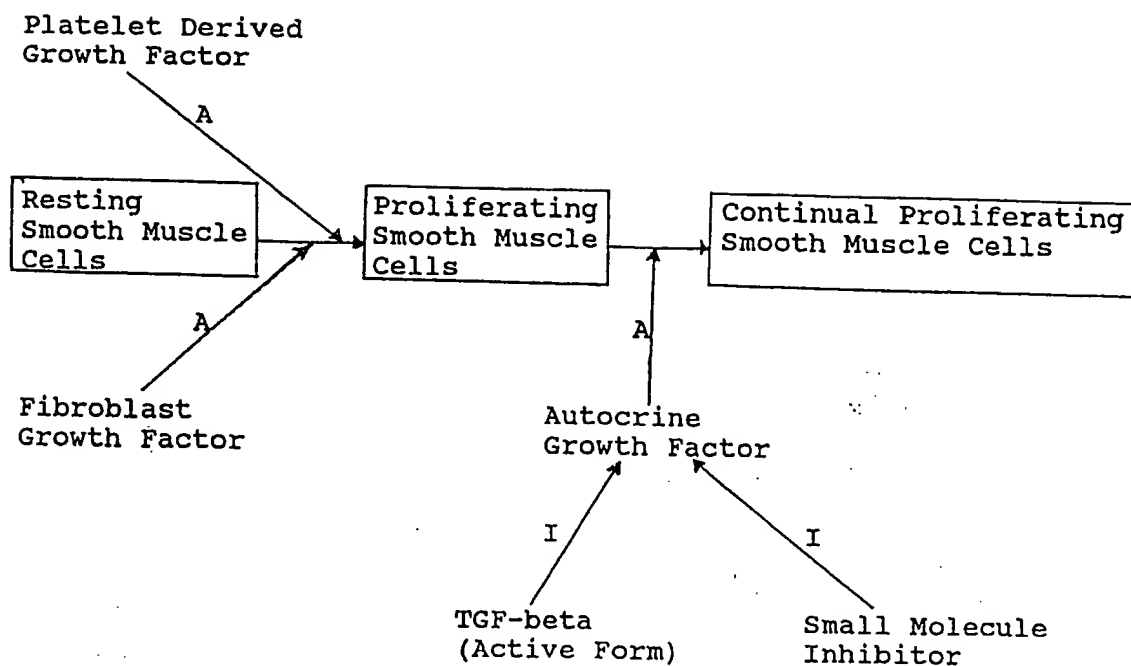 Platelet Derived
Growth Factor
A
Resting
Smooth Muscle
Cells
Proliferating
Smooth Muscle
Cells
Continual Proliferating
Smooth Muscle Cells
A
A
Fibroblast
Growth Factor
Autocrine
Growth Factor
I
I
TGF-beta
(Active Form)
Small Molecule
Inhibitor